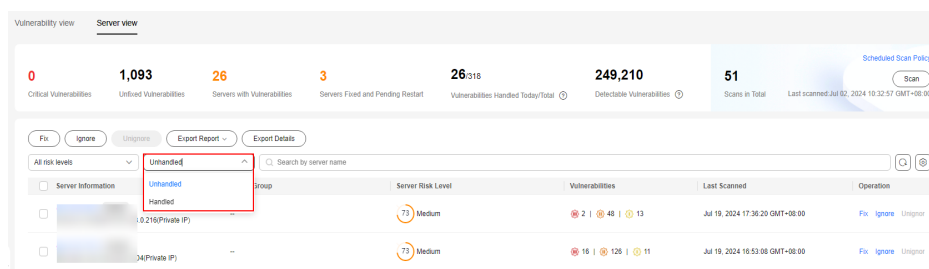 Vulnerability view Server view
Scheduled Scan Policy
0 1,093 26 3 26/318 249,210 51 Scan
Critical Vulnerabilities Unfixed Vulnerabilities Servers with Vulnerabilities Servers Fixed and Pending Restart Vulnerabilities Handled Today/Total Detectable Vulnerabilities Scans in Total Last scanned:Jul 02, 2024 10:32:57 GMT+08:00
Fix Ignore Unignore Export Report Export Details
All risk levels Unhandled Search by server name
Server Information Group Server Risk Level Vulnerabilities Last Scanned Operation
Unhandled
Handled
.0.216(Private IP) -- 73 Medium 2 | 48 | 13 Jul 19, 2024 17:36:20 GMT+08:00 Fix Ignore Unignor
04(Private IP) -- 73 Medium 16 | 126 | 11 Jul 19, 2024 16:53:08 GMT+08:00 Fix Ignore Unignor